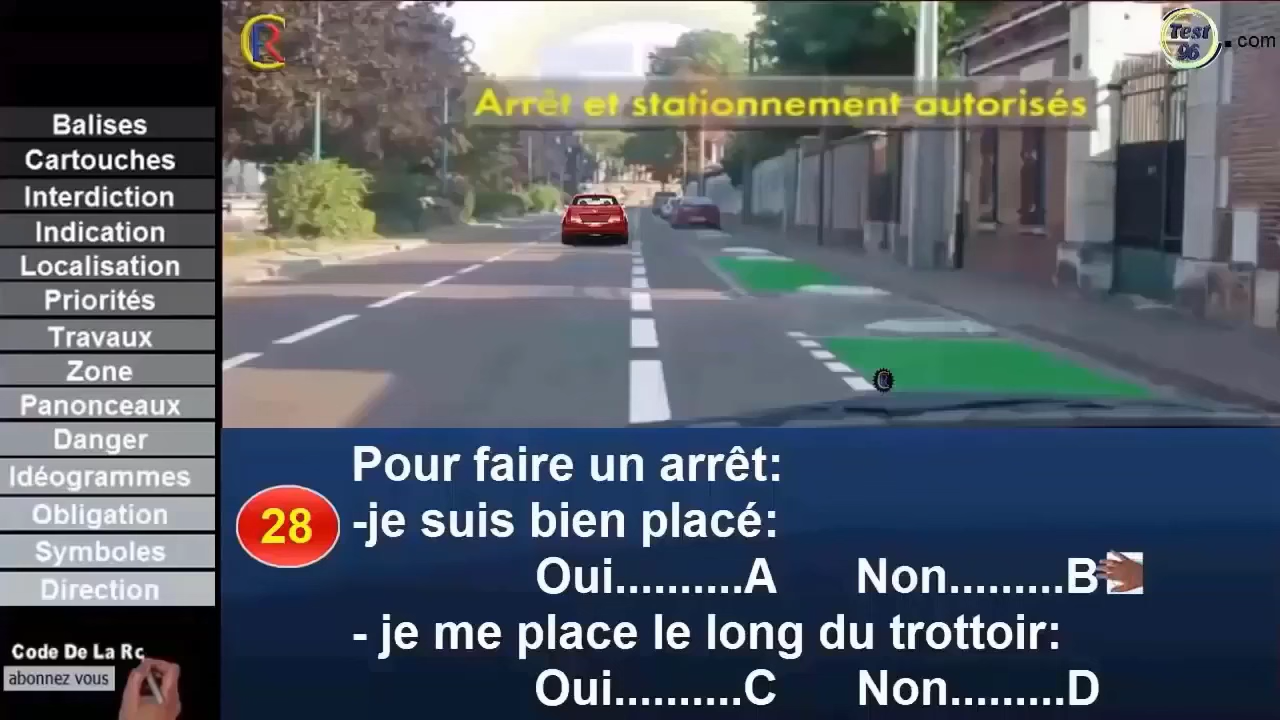 CR
Test
96
.com
Arrêt et stationnement autorisés
Balises
Cartouches
Interdiction
Indication
Localisation
Priorités
Travaux
Zone
Panonceaux
Danger
Idéogrammes
Obligation
Symboles
Direction
Code De La Rc
abonnez vous
28
Pour faire un arrêt:
-je suis bien placé:
Oui..........A Non.........B
- je me place le long du trottoir:
Oui..........C Non.........D